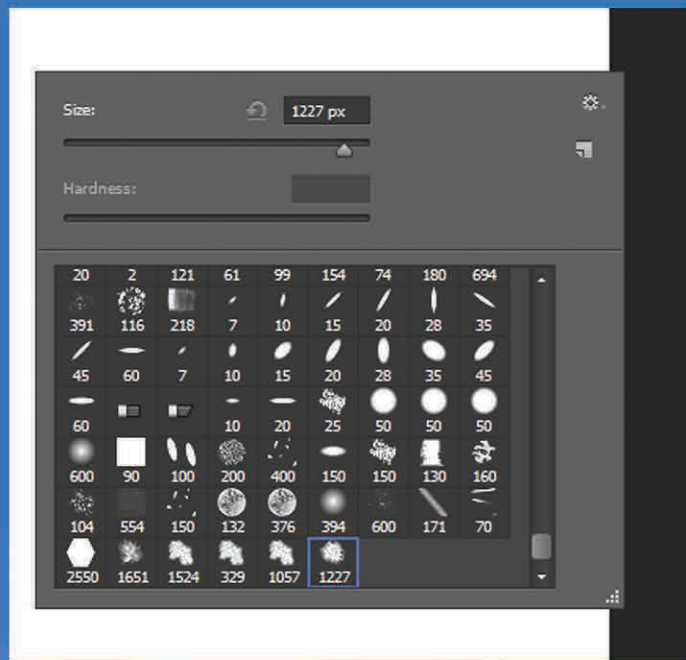 Size:
1227 px
Hardness:
20 2 121 61 99 154 74 180 694
391 116 218 7 10 15 20 28 35
45 60 7 10 15 20 28 35 45
60 10 20 25 50 50 50
600 90 100 200 400 150 150 130 160
104 554 150 132 376 394 600 171 70
2550 1651 1524 329 1057 1227